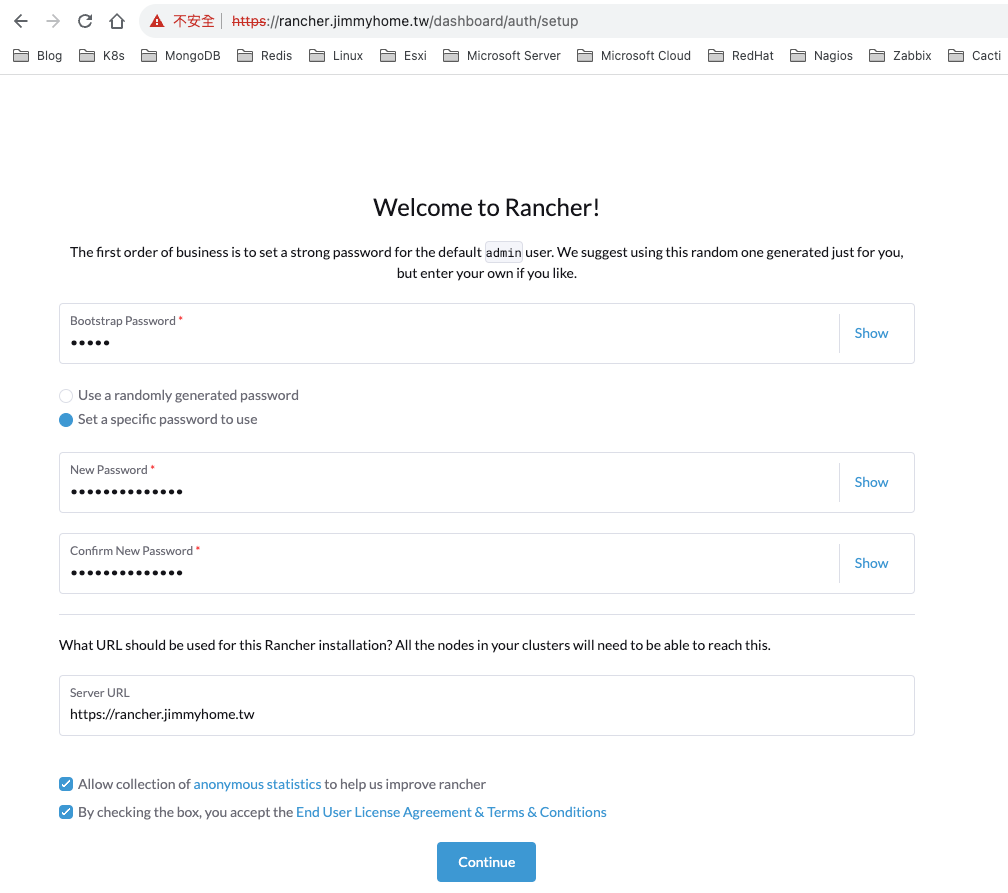 不安全 https://rancher.jimmyhome.tw/dashboard/auth/setup
Blog K8s MongoDB Redis Linux Esxi Microsoft Server Microsoft Cloud RedHat Nagios Zabbix Cacti
Welcome to Rancher!
The first order of business is to set a strong password for the default admin user. We suggest using this random one generated just for you,
but enter your own if you like.
Bootstrap Password *
•••••
Show
Use a randomly generated password
Set a specific password to use
New Password *
••••••••••••••
Show
Confirm New Password *
••••••••••••••
Show
What URL should be used for this Rancher installation? All the nodes in your clusters will need to be able to reach this.
Server URL
https://rancher.jimmyhome.tw
Allow collection of anonymous statistics to help us improve rancher
By checking the box, you accept the End User License Agreement & Terms & Conditions
Continue